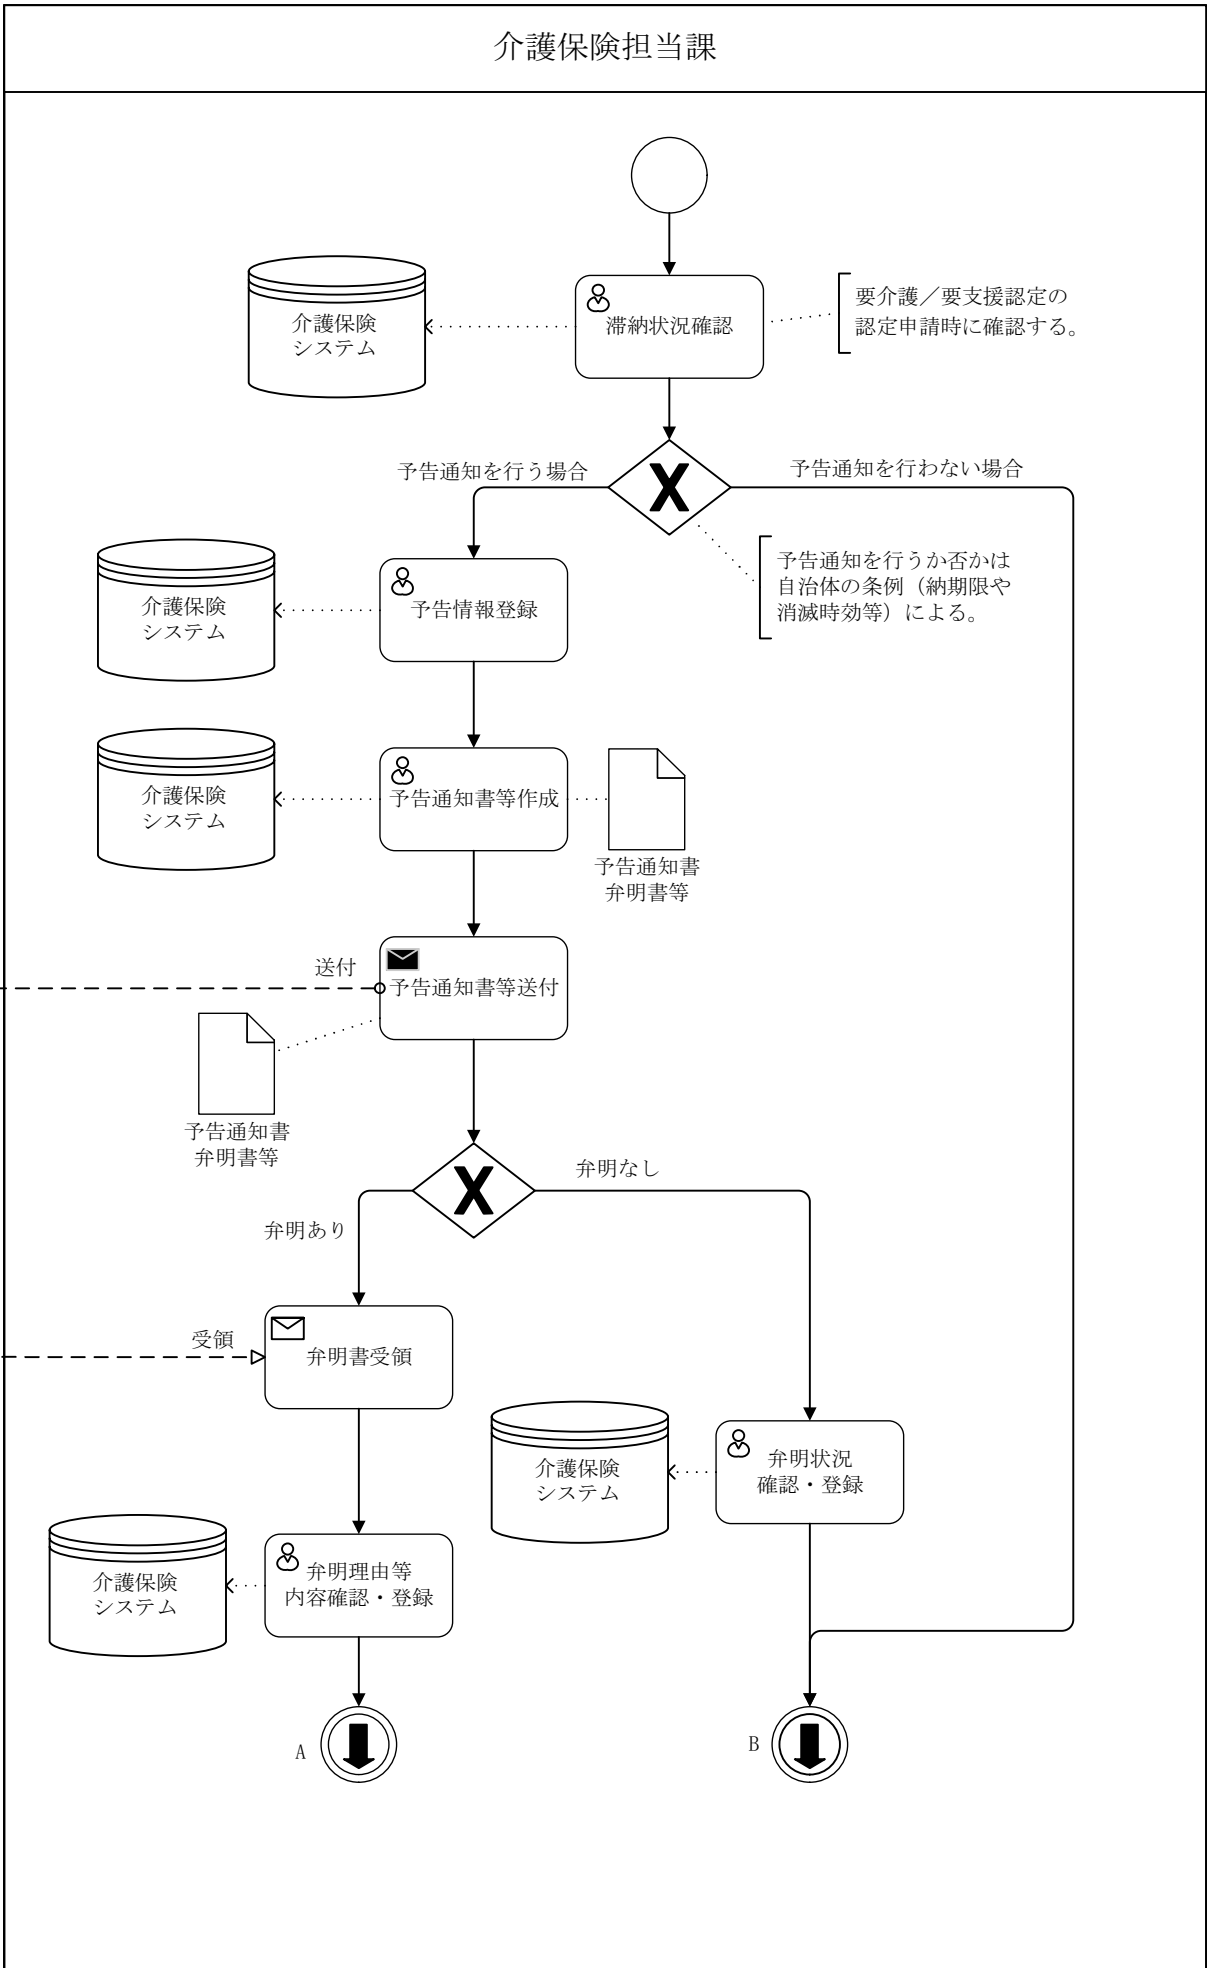 介護保険担当課
介護保険
システム
滞納状況確認
要介護／要支援認定の
認定申請時に確認する。
予告通知を行う場合
X
予告通知を行わない場合
予告通知を行うか否かは
自治体の条例（納期限や
消滅時効等）による。
介護保険
システム
予告情報登録
介護保険
システム
予告通知書等作成
予告通知書
弁明書等
送付
予告通知書等送付
予告通知書
弁明書等
X
弁明なし
弁明あり
受領
弁明書受領
介護保険
システム
弁明状況
確認・登録
介護保険
システム
弁明理由等
内容確認・登録
A
B